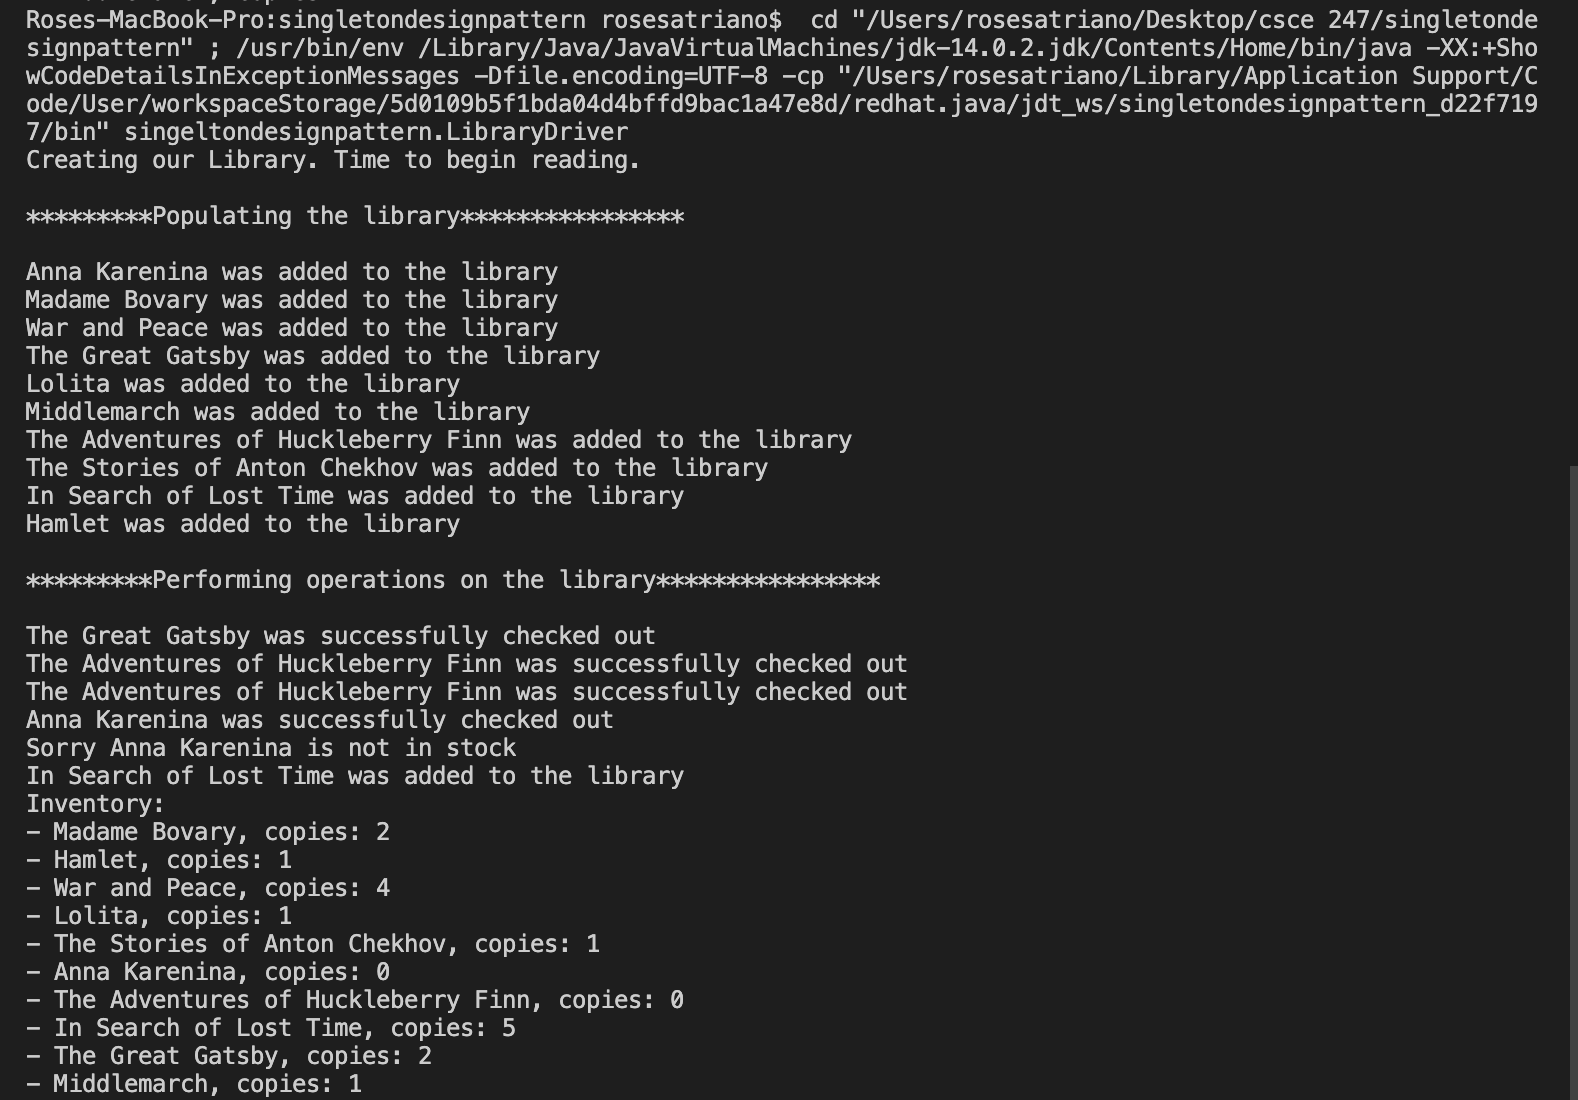 Roses-MacBook-Pro:singletondesignpattern rosesatriano$  cd "/Users/rosesatriano/Desktop/csce 247/singletonde
signpattern" ; /usr/bin/env /Library/Java/JavaVirtualMachines/jdk-14.0.2.jdk/Contents/Home/bin/java -XX:+Sho
wCodeDetailsInExceptionMessages -Dfile.encoding=UTF-8 -cp "/Users/rosesatriano/Library/Application Support/C
ode/User/workspaceStorage/5d0109b5f1bda04d4bffd9bac1a47e8d/redhat.java/jdt_ws/singletondesignpattern_d22f719
7/bin" singeltondesignpattern.LibraryDriver
Creating our Library. Time to begin reading.
*********Populating the library****************
Anna Karenina was added to the library
Madame Bovary was added to the library
War and Peace was added to the library
The Great Gatsby was added to the library
Lolita was added to the library
Middlemarch was added to the library
The Adventures of Huckleberry Finn was added to the library
The Stories of Anton Chekhov was added to the library
In Search of Lost Time was added to the library
Hamlet was added to the library
*********Performing operations on the library****************
The Great Gatsby was successfully checked out
The Adventures of Huckleberry Finn was successfully checked out
The Adventures of Huckleberry Finn was successfully checked out
Anna Karenina was successfully checked out
Sorry Anna Karenina is not in stock
In Search of Lost Time was added to the library
Inventory:
- Madame Bovary, copies: 2
- Hamlet, copies: 1
- War and Peace, copies: 4
- Lolita, copies: 1
- The Stories of Anton Chekhov, copies: 1
- Anna Karenina, copies: 0
- The Adventures of Huckleberry Finn, copies: 0
- In Search of Lost Time, copies: 5
- The Great Gatsby, copies: 2
- Middlemarch, copies: 1